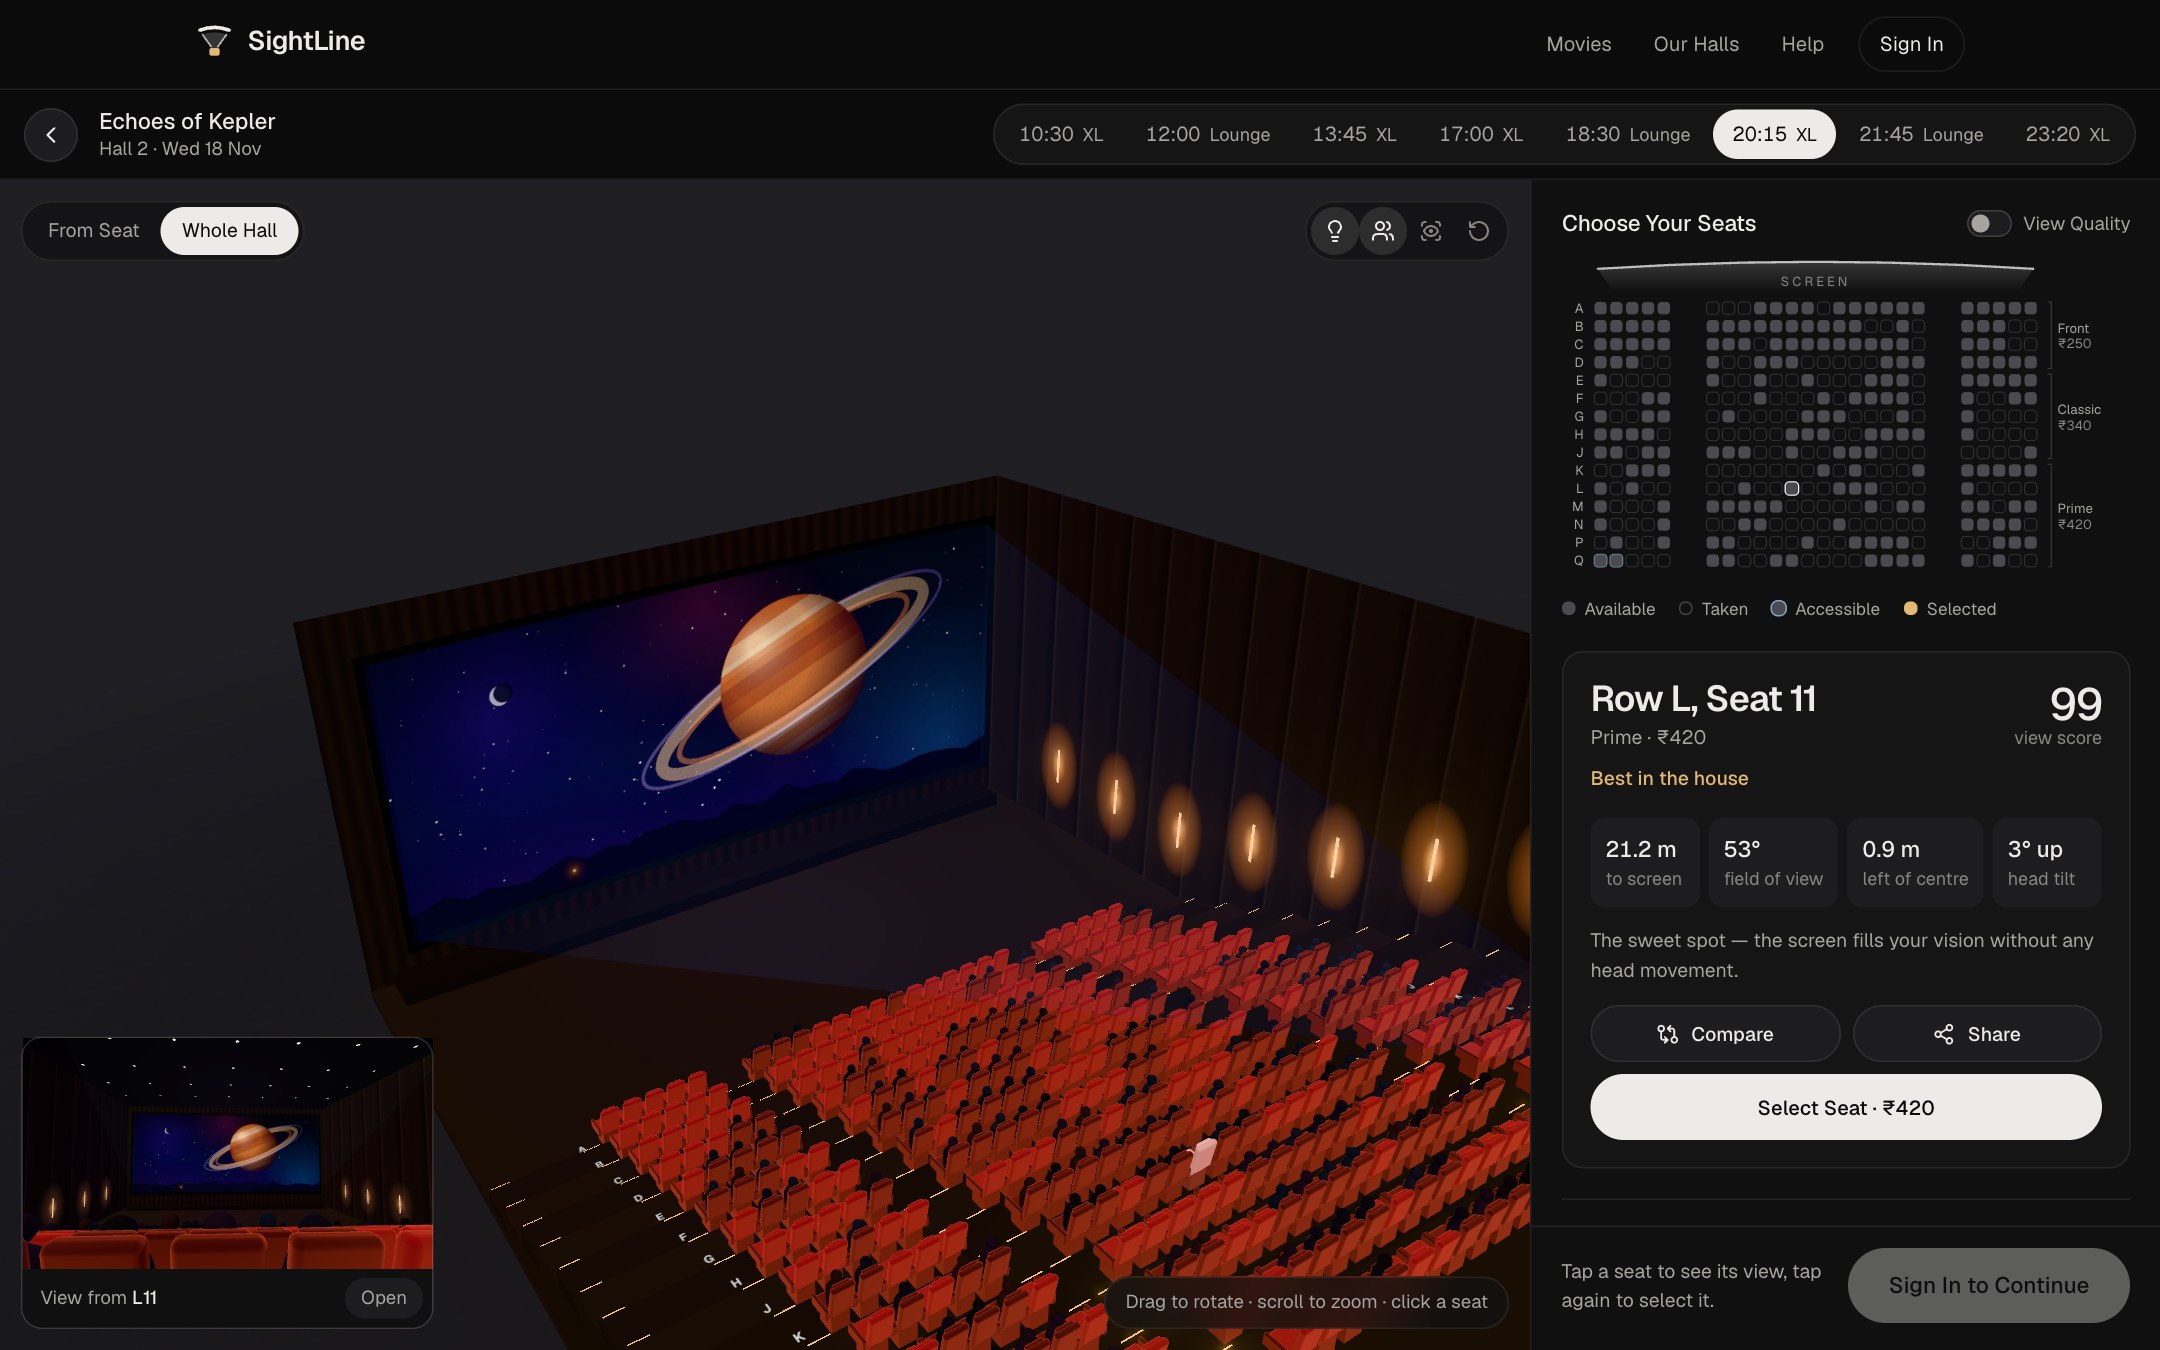 SightLine
Movies
Our Halls
Help
Sign In
Echoes of Kepler
Hall 2 · Wed 18 Nov
10:30 XL
12:00 Lounge
13:45 XL
17:00 XL
18:30 Lounge
20:15 XL
21:45 Lounge
23:20 XL
From Seat
Whole Hall
Choose Your Seats
View Quality
SCREEN
A
B
C
D
E
F
G
H
J
K
L
M
N
P
Q
Front
₹250
Classic
₹340
Prime
₹420
Available
Taken
Accessible
Selected
Row L, Seat 11
Prime · ₹420
99
view score
Best in the house
21.2 m
to screen
53°
field of view
0.9 m
left of centre
3° up
head tilt
The sweet spot — the screen fills your vision without any
head movement.
Compare
Share
Select Seat · ₹420
Tap a seat to see its view, tap
again to select it.
Sign In to Continue
A
B
C
D
E
F
G
H
J
K
View from L11
Open
Drag to rotate · scroll to zoom · click a seat